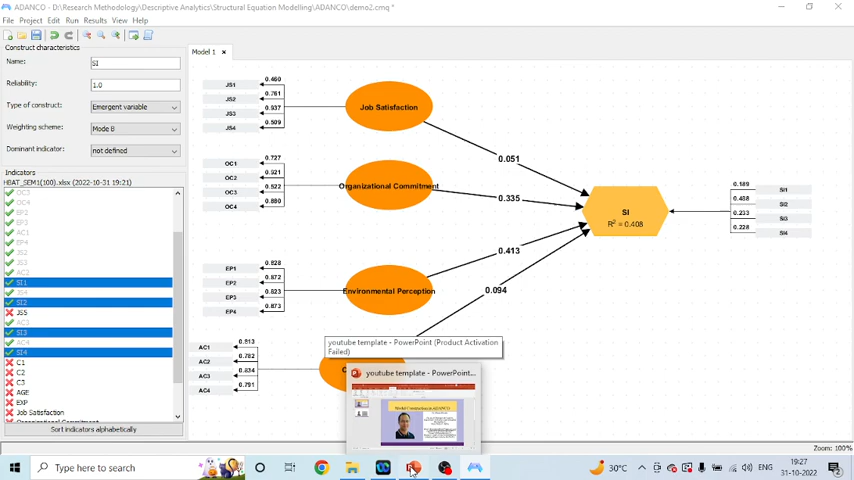 ADANCO: D:\Research Methodology\Descriptive Analytics\Structural Equation Modelling\ADANCO\demo2.cmq *
File Project Edit Run Results View Help
Construct characteristics
Name: SI
Reliability: 1.0
Type of construct: Emergent variable
Weighting scheme: Mode B
Dominant indicator: not defined
Indicators
HBAT_SEM1(100).xlsx (2022-10-31 19:21)
OC3
OC4
EP2
EP3
AC1
EP4
JS2
JS3
AC2
SI1
JS4
SI2
JS5
AC3
SI3
AC4
SI4
C1
C2
C3
AGE
EXP
Job Satisfaction
Sort indicators alphabetically
Model 1
JS1 0.460
JS2 0.761
JS3 0.937
JS4 0.509
Job Satisfaction
0.051
OC1 0.727
OC2 0.921
OC3 0.522
OC4 0.880
Organizational Commitment
0.335
SI
R² = 0.408
0.189 SI1
0.488 SI2
0.233 SI3
0.228 SI4
EP1 0.828
EP2 0.872
EP3 0.823
EP4 0.873
Environmental Perception
0.413
0.094
AC1
AC2 0.782
AC3
AC4 0.791
youtube template - PowerPoint (Product Activation
Failed)
youtube template - PowerPoint...
Model Construction in ADANCO
Zoom: 100%
Type here to search
30°C
ENG
19:27
31-10-2022
2